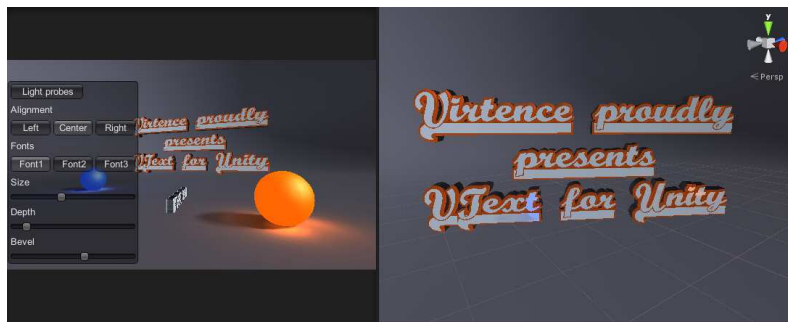 Light probes
Alignment
Left Center Right
Fonts
Font1 Font2 Font3
Size
Depth
Bevel
Virtence proudly
presents
VText for Unity
y
Persp
Virtence proudly
presents
VText for Unity